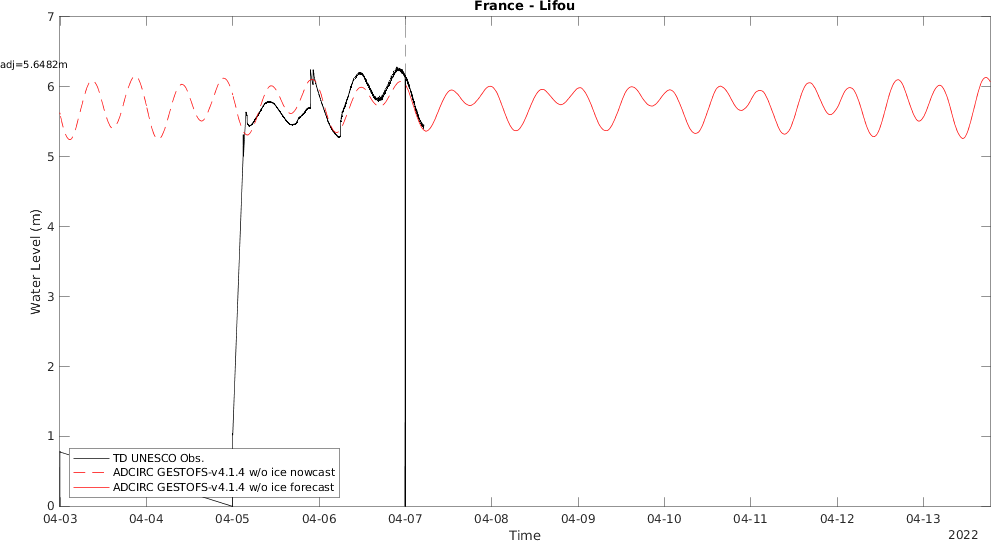 France - Lifou
7
adj=5.6482m
6
5
4
3
2
1
0
Water Level (m)
TD UNESCO Obs.
ADCIRC GESTOFS-v4.1.4 w/o ice nowcast
ADCIRC GESTOFS-v4.1.4 w/o ice forecast
04-03 04-04 04-05 04-06 04-07 04-08 04-09 04-10 04-11 04-12 04-13
Time
2022